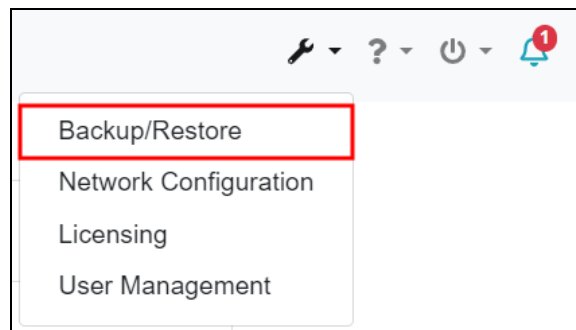 ?
1
Backup/Restore
Network Configuration
Licensing
User Management